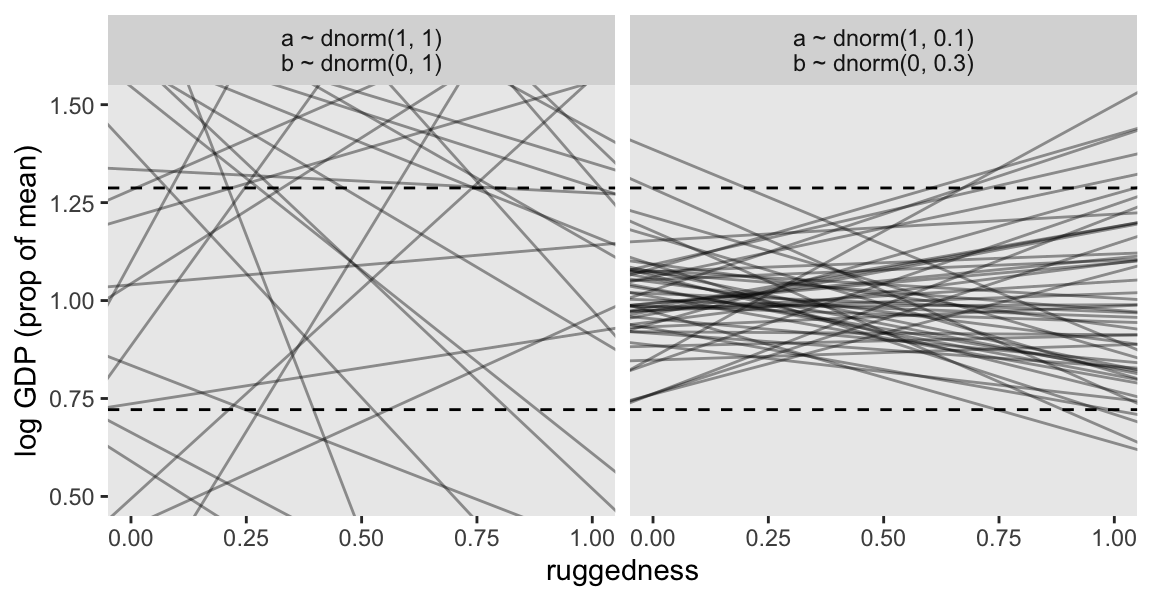 a ~ dnorm(1, 1)
b ~ dnorm(0, 1)
a ~ dnorm(1, 0.1)
b ~ dnorm(0, 0.3)
log GDP (prop of mean)
1.50
1.25
1.00
0.75
0.50
0.00 0.25 0.50 0.75 1.00
0.00 0.25 0.50 0.75 1.00
ruggedness